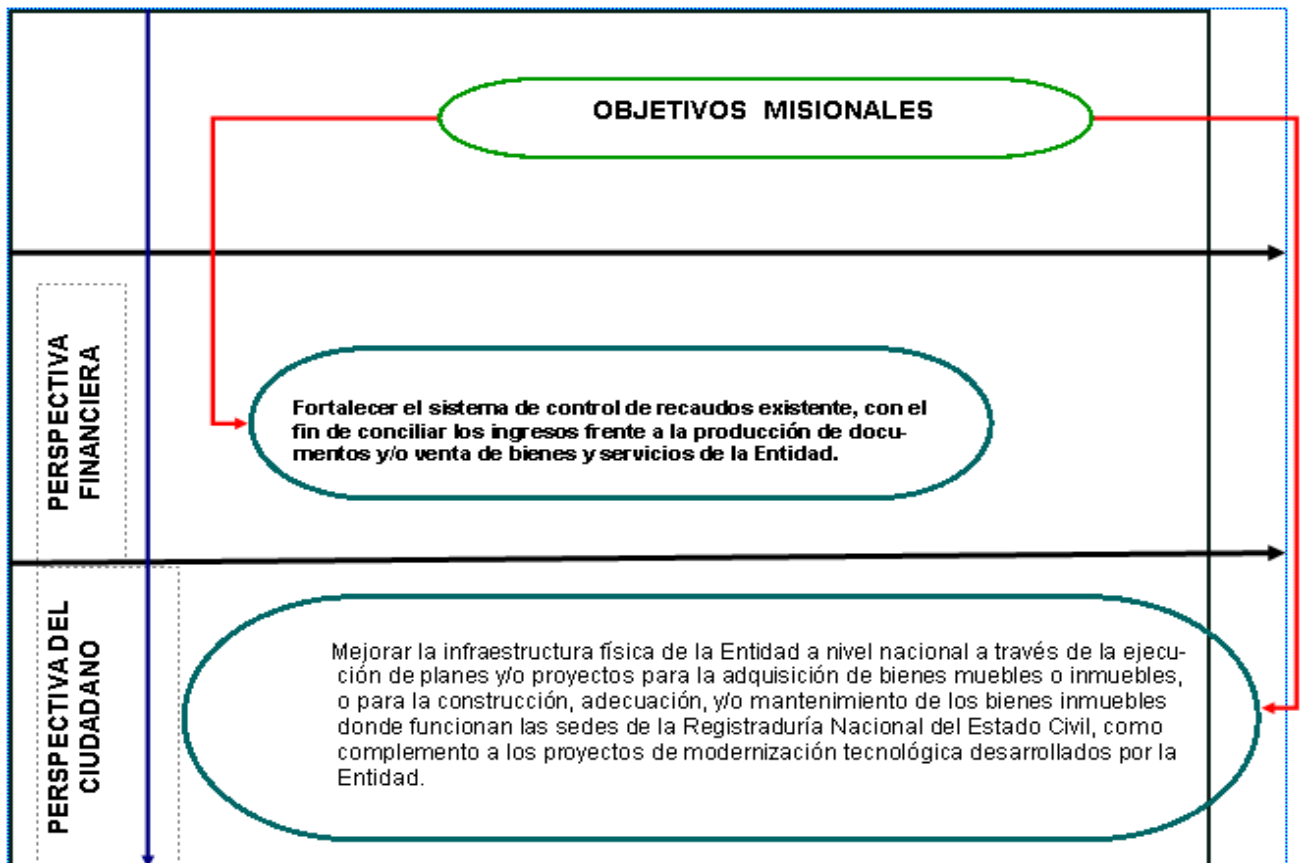 OBJETIVOS MISIONALES
PERSPECTIVA
FINANCIERA
Fortalecer el sistema de control de recaudos existente, con el
fin de conciliar los ingresos frente a la producción de docu-
mentos y/o venta de bienes y servicios de la Entidad.
PERSPECTIVA DEL
CIUDADANO
Mejorar la infraestructura física de la Entidad a nivel nacional a través de la ejecu-
ción de planes y/o proyectos para la adquisición de bienes muebles o inmuebles,
o para la construcción, adecuación, y/o mantenimiento de los bienes inmuebles
donde funcionan las sedes de la Registraduría Nacional del Estado Civil, como
complemento a los proyectos de modernización tecnológica desarrollados por la
Entidad.